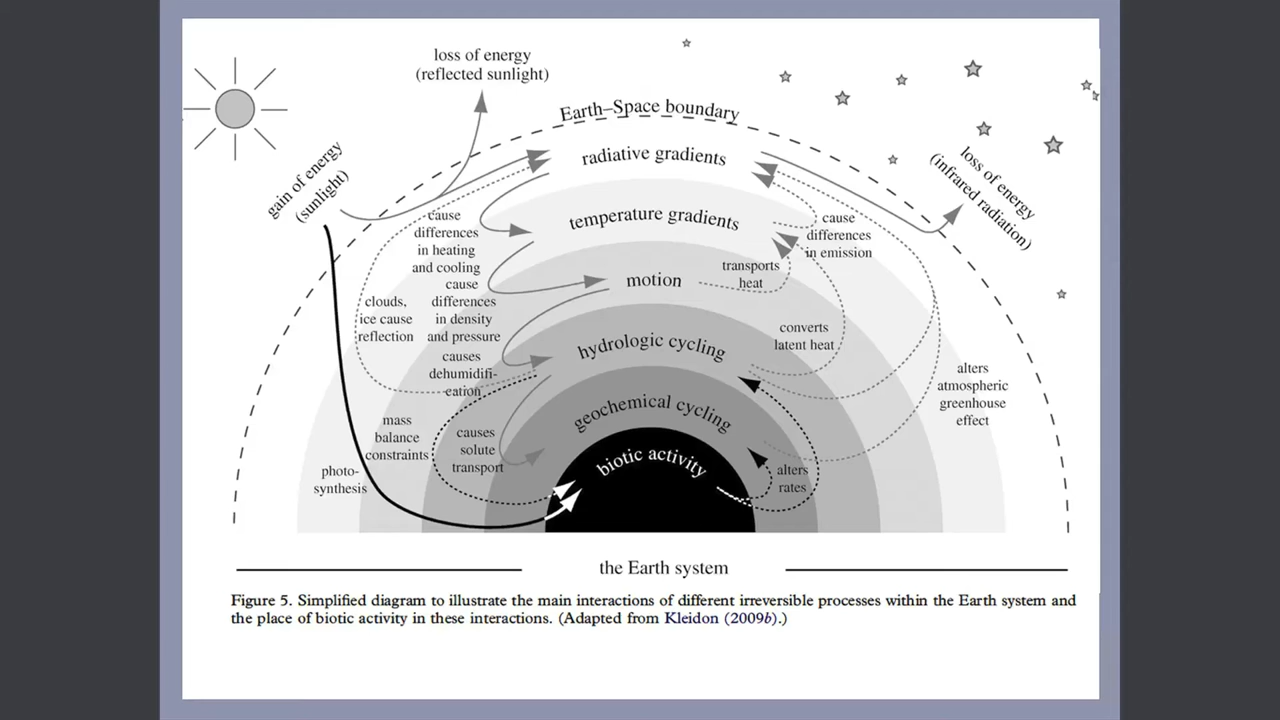 loss of energy
(reflected sunlight)
Earth–Space boundary
radiative gradients
gain of energy
(sunlight)
loss of energy
(infrared radiation)
temperature gradients
cause
differences
in heating
and cooling
cause
differences
in emission
transports
heat
motion
cause
differences
in density
and pressure
clouds,
ice cause
reflection
converts
latent heat
hydrologic cycling
causes
dehumidifi-
cation
alters
atmospheric
greenhouse
effect
geochemical cycling
mass
balance
constraints
causes
solute
transport
biotic activity
alters
rates
photo-
synthesis
the Earth system
Figure 5. Simplified diagram to illustrate the main interactions of different irreversible processes within the Earth system and
the place of biotic activity in these interactions. (Adapted from Kleidon (2009b).)